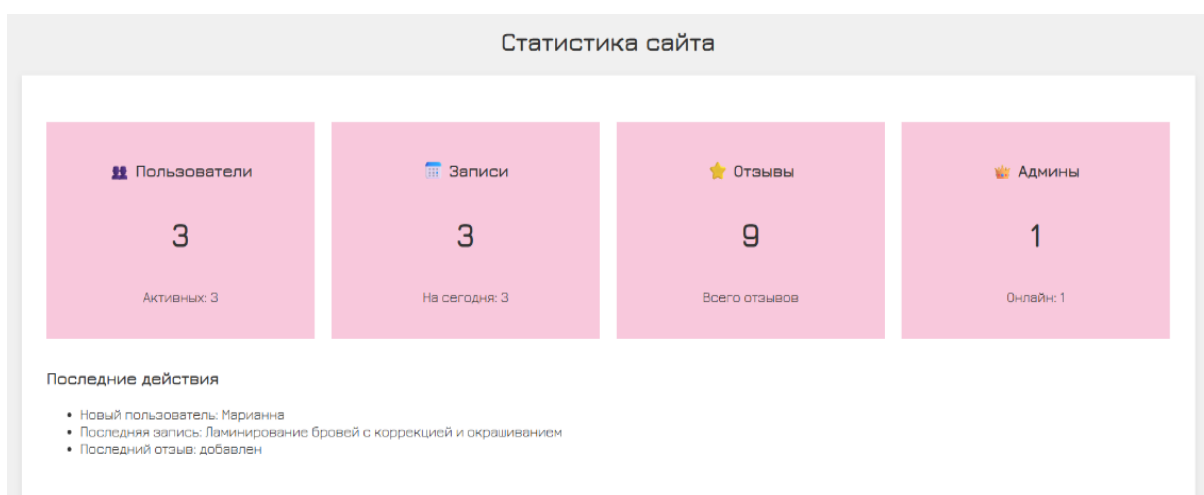 Статистика сайта
Пользователи
3
Активных: 3
Записи
3
На сегодня: 3
Отзывы
9
Всего отзывов
Админы
1
Онлайн: 1
Последние действия
Новый пользователь: Марианна
Последняя запись: Ламинирование бровей с коррекцией и окрашиванием
Последний отзыв: добавлен